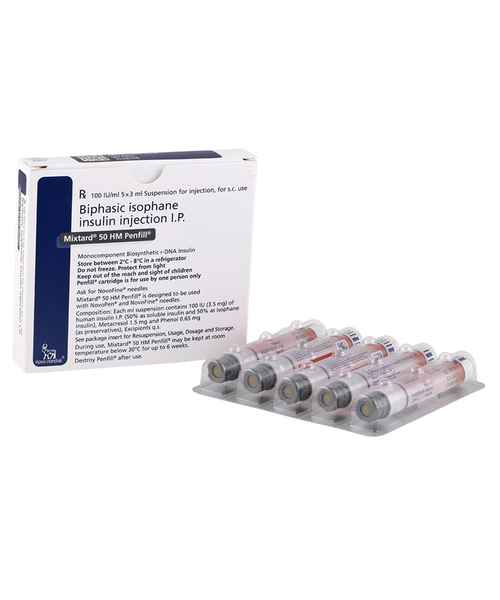 Rx 100 IU/ml 5×3 ml Suspension for injection, for s.c. use
Biphasic isophane
insulin injection I.P.
Mixtard® 50 HM Penfill®
Monocomponent Biosynthetic r-DNA Insulin
Store between 2°C - 8°C in a refrigerator
Do not freeze. Protect from light
Keep out of the reach and sight of children
Penfill® cartridge is for use by one person only
Ask for NovoFine® needles
Mixtard® 50 HM Penfill® is designed to be used
with NovoPen® and NovoFine® needles.
Composition: Each ml suspension contains 100 IU (3.5 mg) of
human insulin I.P. (50% as soluble insulin and 50% as Isophane
insulin), Metacresol 1.5 mg and Phenol 0.65 mg
(as preservatives), Excipients q.s.
See package insert for Resuspension, Usage, Dosage and Storage.
During use, Mixtard® 50 HM Penfill® may be kept at room
temperature below 30°C for up to 6 weeks.
Destroy Penfill® after use.
novo nordisk®